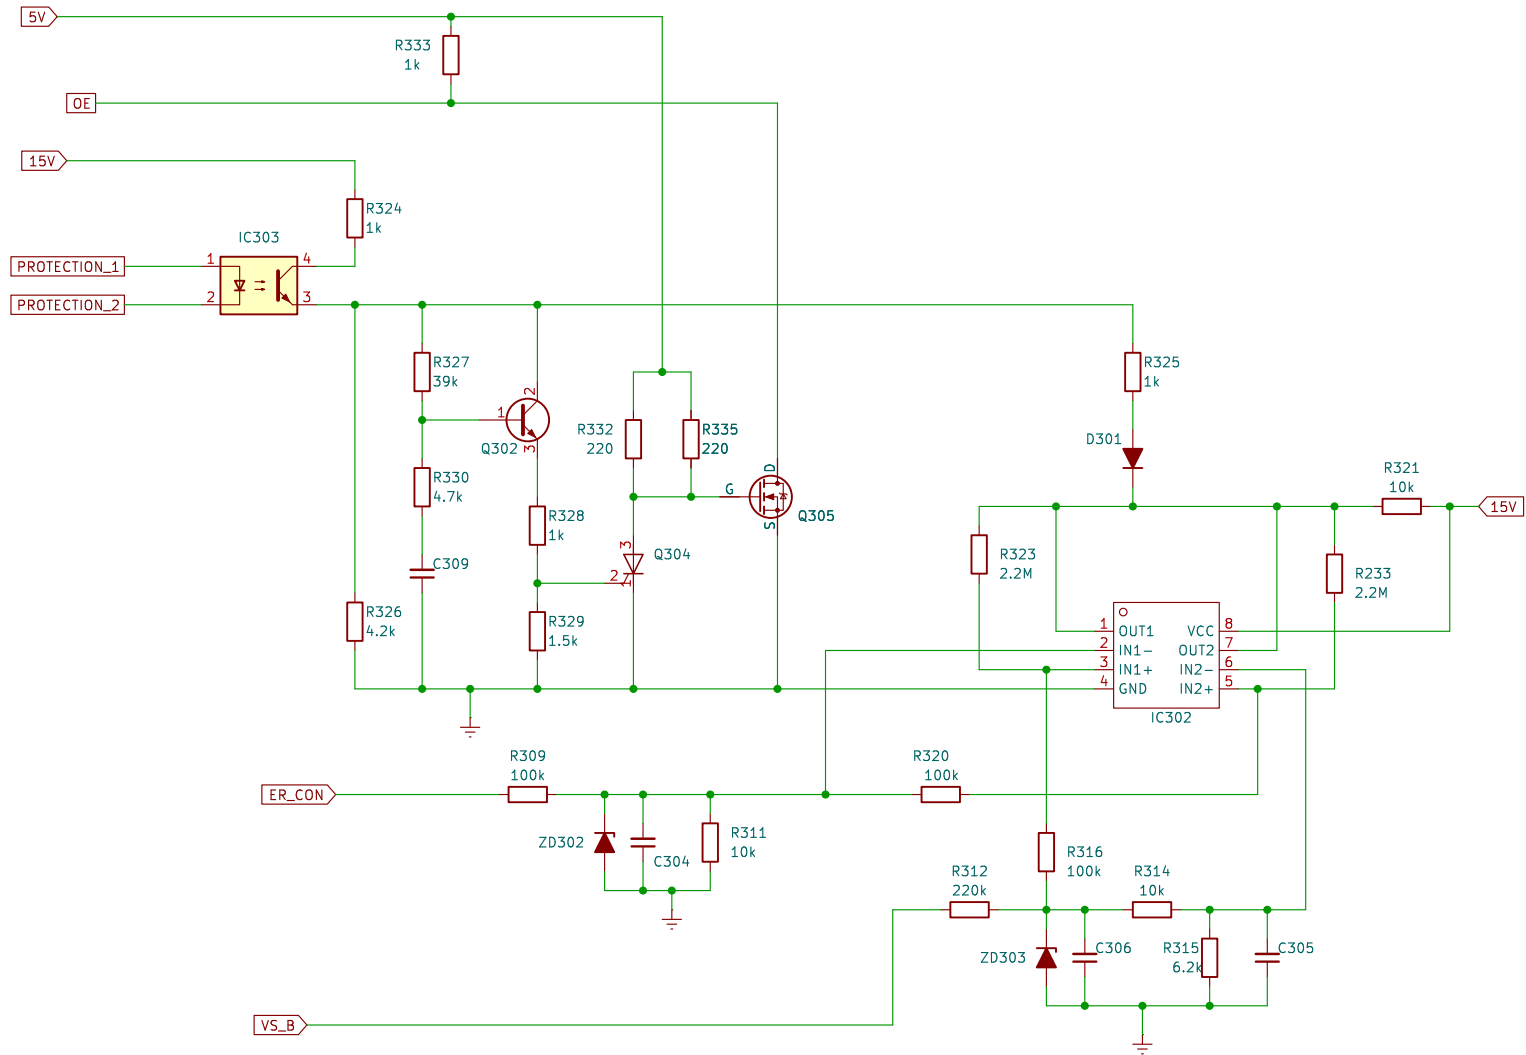 5V
R333
1k
OE
15V
R324
1k
IC303
PROTECTION_1
1
4
PROTECTION_2
2
3
R327
39k
R325
1k
2
1
Q302
3
R332
220
R335
220
D301
D
G
S
Q305
R321
10k
15V
R330
4.7k
R328
1k
3
Q304
2
1
C309
R323
2.2M
R233
2.2M
R326
4.2k
R329
1.5k
1
OUT1
VCC
8
2
IN1-
OUT2
7
3
IN1+
IN2-
6
4
GND
IN2+
5
IC302
R309
100k
R320
100k
ER_CON
ZD302
C304
R311
10k
R316
100k
R312
220k
R314
10k
ZD303
C306
R315
6.2k
C305
VS_B